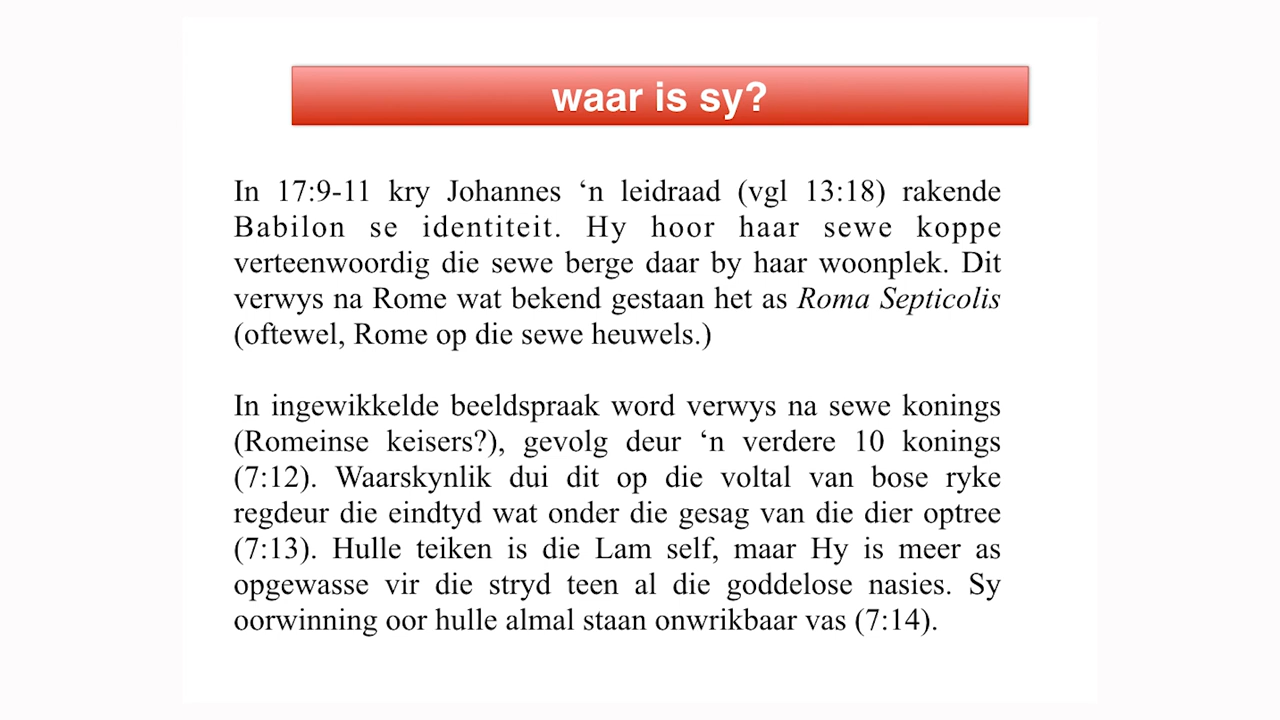 waar is sy?
In 17:9-11 kry Johannes ‘n leidraad (vgl 13:18) rakende
Babilon se identiteit. Hy hoor haar sewe koppe
verteenwoordig die sewe berge daar by haar woonplek. Dit
verwys na Rome wat bekend gestaan het as Roma Septicolis
(oftewel, Rome op die sewe heuwels.)
In ingewikkelde beeldspraak word verwys na sewe konings
(Romeinse keisers?), gevolg deur ‘n verdere 10 konings
(7:12). Waarskynlik dui dit op die voltal van bose ryke
regdeur die eindtyd wat onder die gesag van die dier optree
(7:13). Hulle teiken is die Lam self, maar Hy is meer as
opgewasse vir die stryd teen al die goddelose nasies. Sy
oorwinning oor hulle almal staan onwrikbaar vas (7:14).